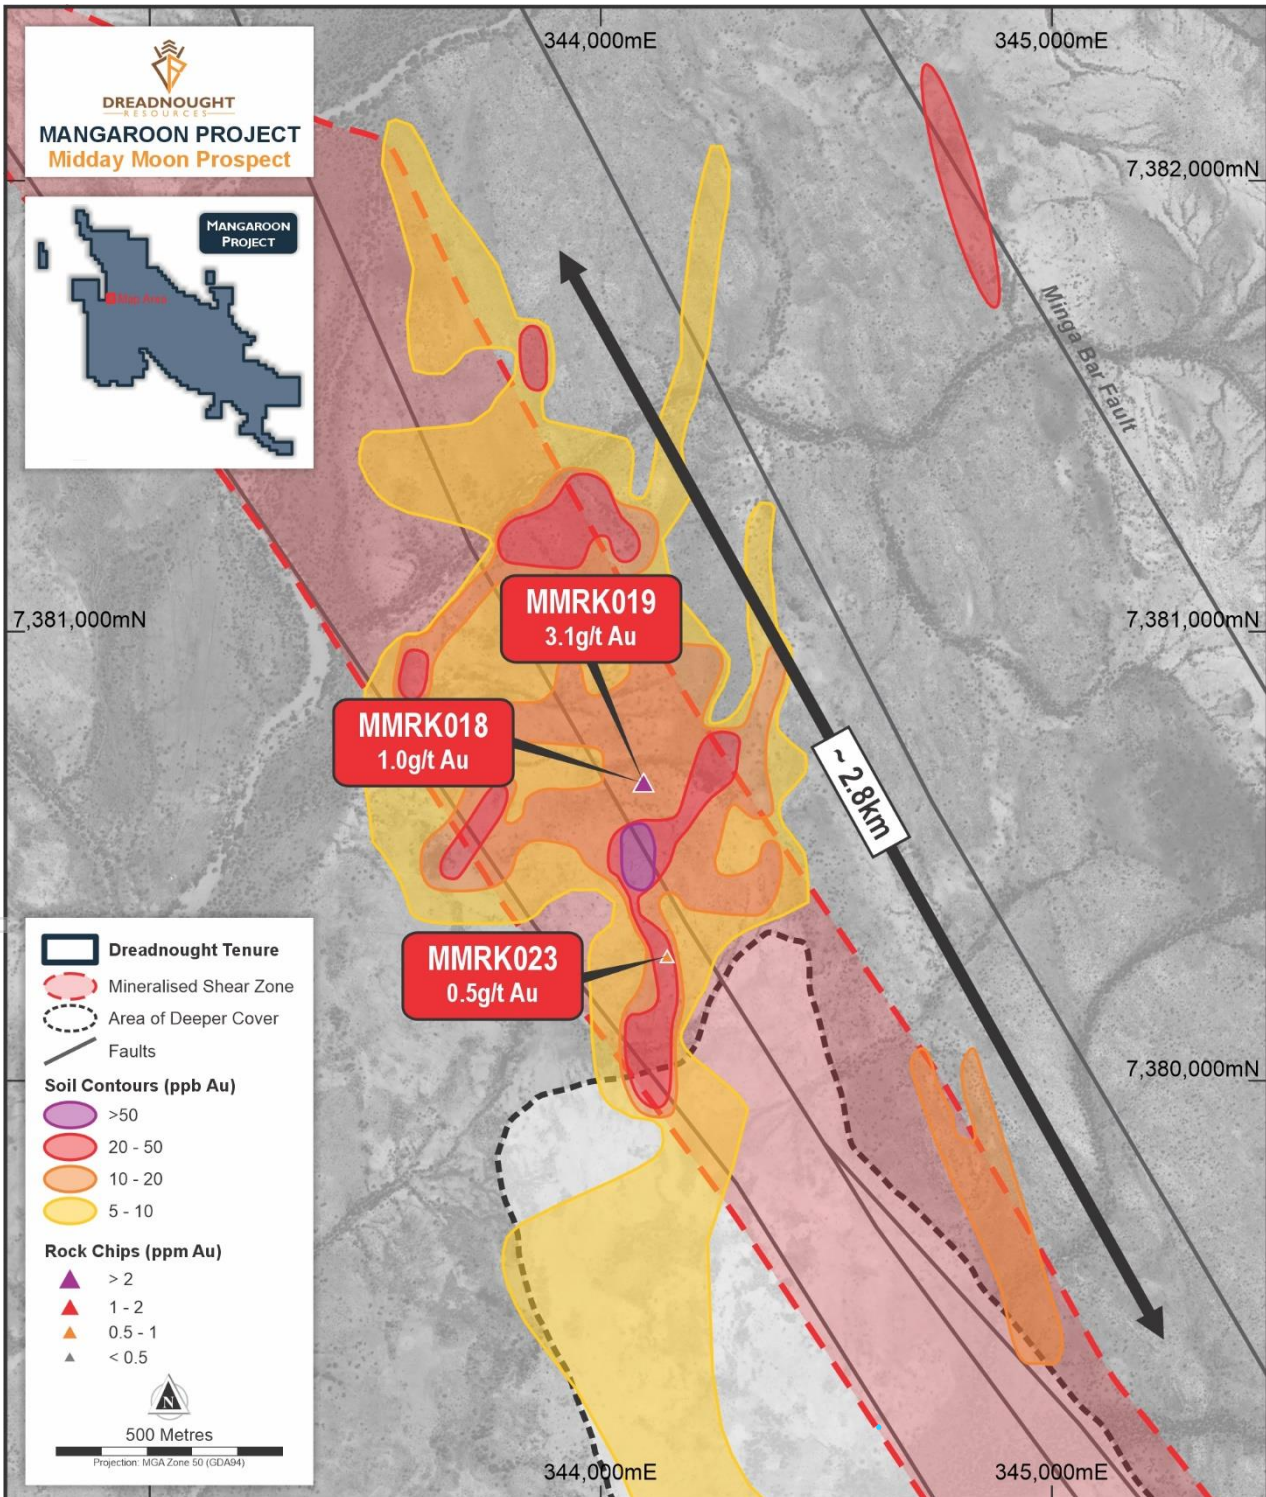 344,000mE
345,000mE
DREADNOUGHT
RESOURCES
MANGAROON PROJECT
Midday Moon Prospect
7,382,000mN
MANGAROON
PROJECT
Map Area
Minga Bar Fault
MMRK019
3.1g/t Au
7,381,000mN
7,381,000mN
MMRK018
1.0g/t Au
~ 2.8km
MMRK023
0.5g/t Au
Dreadnought Tenure
Mineralised Shear Zone
Area of Deeper Cover
Faults
Soil Contours (ppb Au)
>50
20 - 50
10 - 20
5 - 10
Rock Chips (ppm Au)
> 2
1 - 2
0.5 - 1
< 0.5
N
500 Metres
Projection: MGA Zone 50 (GDA94)
7,380,000mN
344,000mE
345,000mE